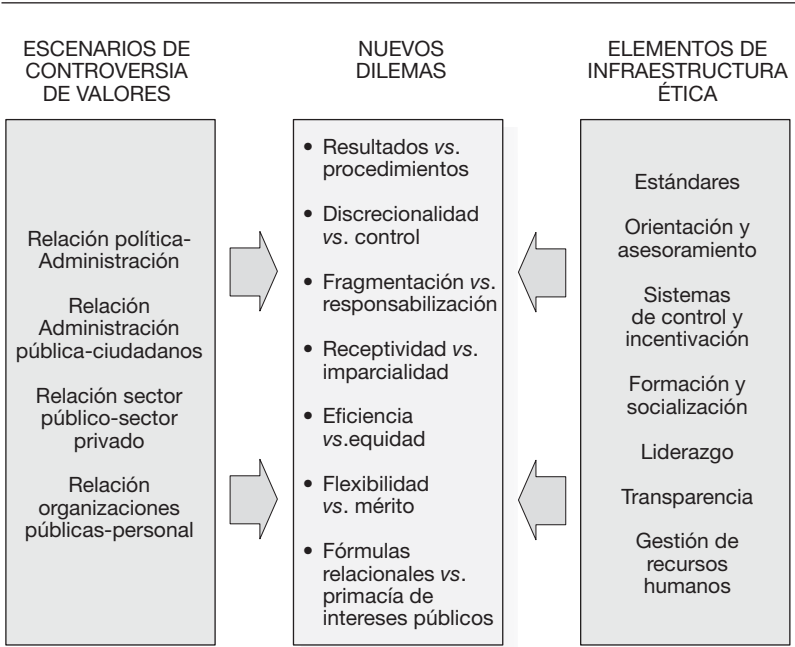 ESCENARIOS DE
CONTROVERSIA
DE VALORES
Relación política-
Administración
Relación
Administración
pública-ciudadanos
Relación sector
público-sector
privado
Relación
organizaciones
públicas-personal
NUEVOS
DILEMAS
• Resultados vs.
procedimientos
• Discrecionalidad
vs. control
• Fragmentación vs.
responsabilización
• Receptividad vs.
imparcialidad
• Eficiencia
vs.equidad
• Flexibilidad
vs. mérito
• Fórmulas
relacionales vs.
primacía de
intereses públicos
ELEMENTOS DE
INFRAESTRUCTURA
ÉTICA
Estándares
Orientación y
asesoramiento
Sistemas
de control y
incentivación
Formación y
socialización
Liderazgo
Transparencia
Gestión de
recursos
humanos